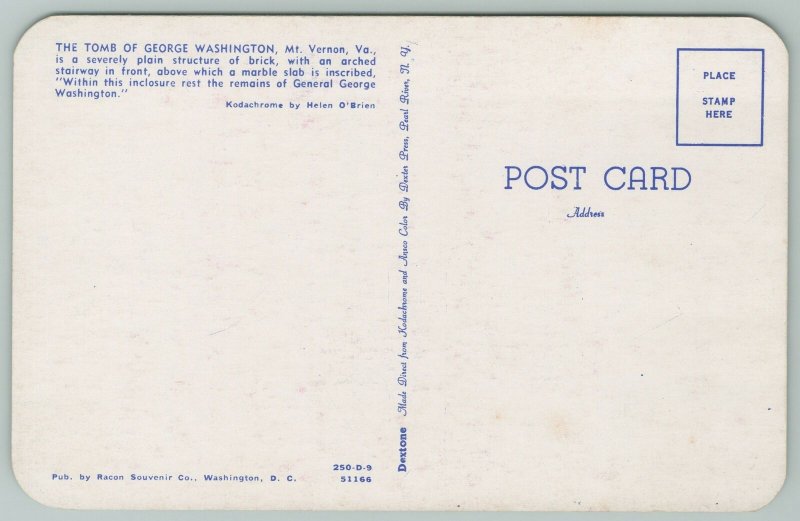 THE TOMB OF GEORGE WASHINGTON, Mt. Vernon, Va.,
is a severely plain structure of brick, with an arched
stairway in front, above which a marble slab is inscribed,
"Within this inclosure rest the remains of General George
Washington."
Kodachrome by Helen O'Brien
250-D-9
Pub. by Racon Souvenir Co., Washington, D. C. 51166
Dextone Made Direct from Kodachrome and Ansco Color By Dexter Press, Pearl River, N. Y.
PLACE
STAMP
HERE
POST CARD
Address